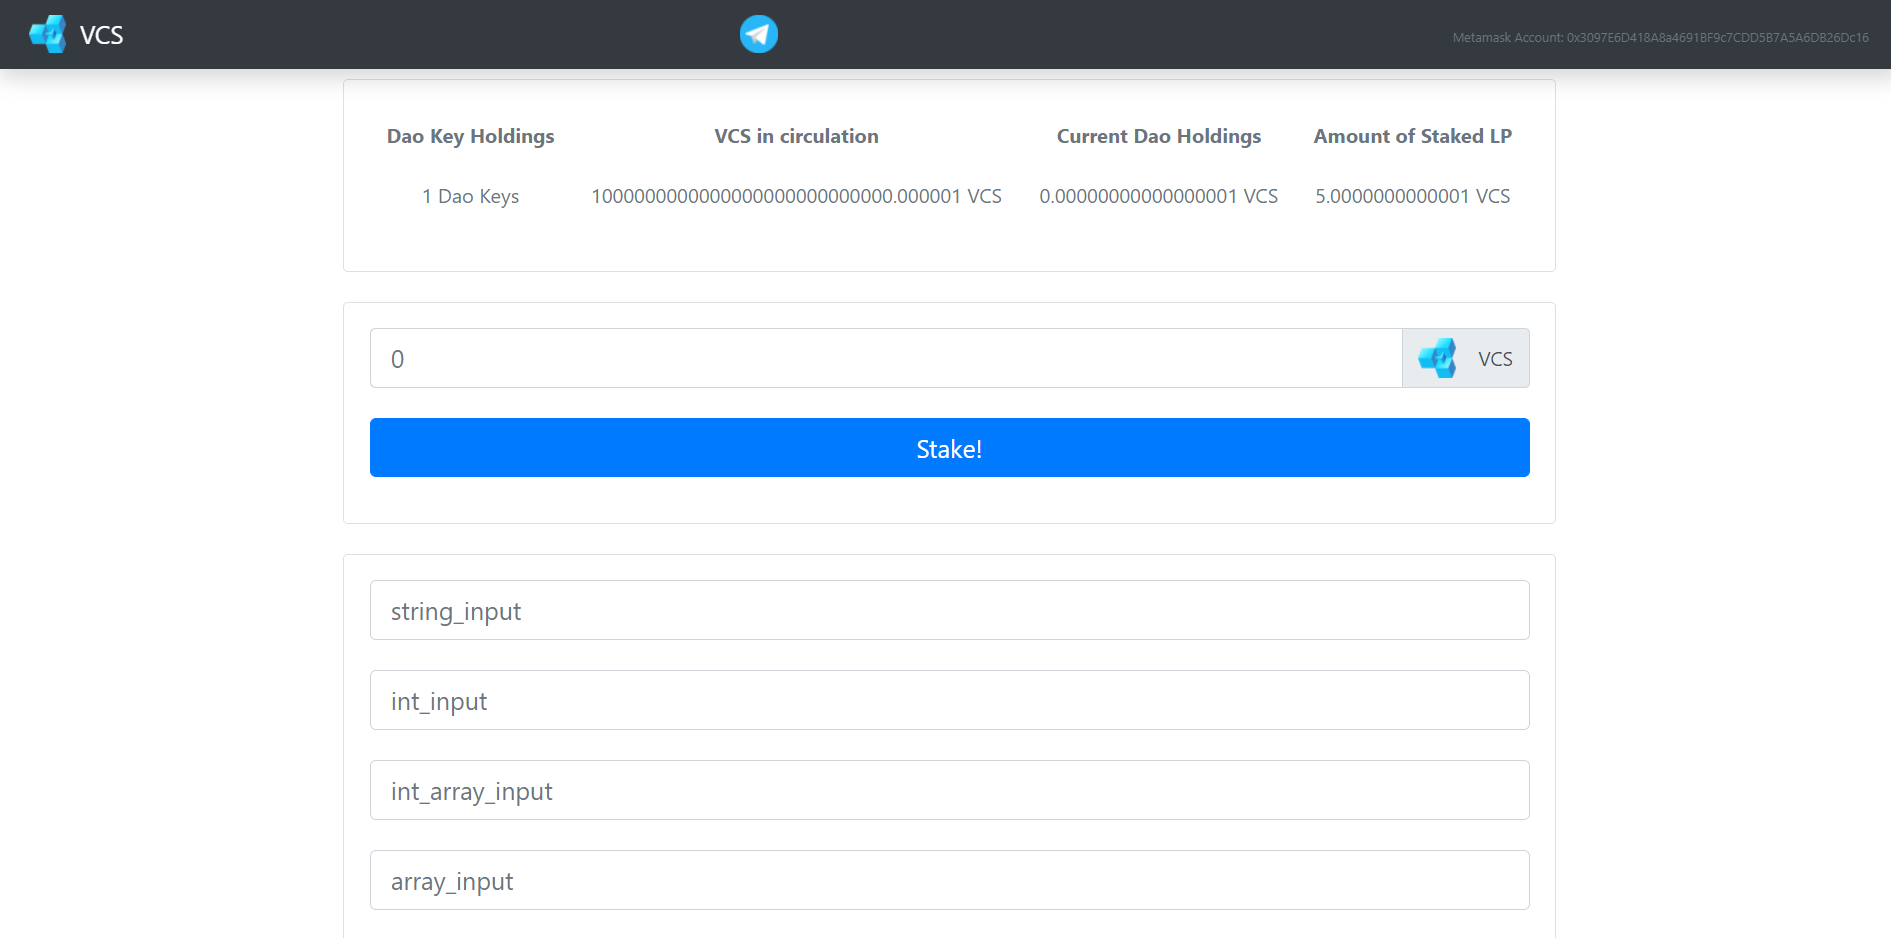 VCS
Metamask Account: 0x3097E6D418A8a4691BF9c7CDD5B7A5A6DB26Dc16
Dao Key Holdings VCS in circulation Current Dao Holdings Amount of Staked LP
1 Dao Keys 10000000000000000000000000000.000001 VCS 0.00000000000000001 VCS 5.0000000000001 VCS
0 VCS
Stake!
string_input
int_input
int_array_input
array_input